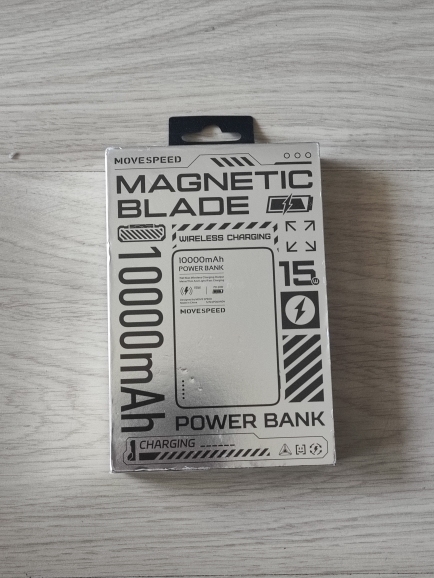 MOVESPEED
MAGNETIC
BLADE
WIRELESS CHARGING
10000mAh
10000mAh
POWER BANK
MOVESPEED
15W
POWER BANK
CHARGING